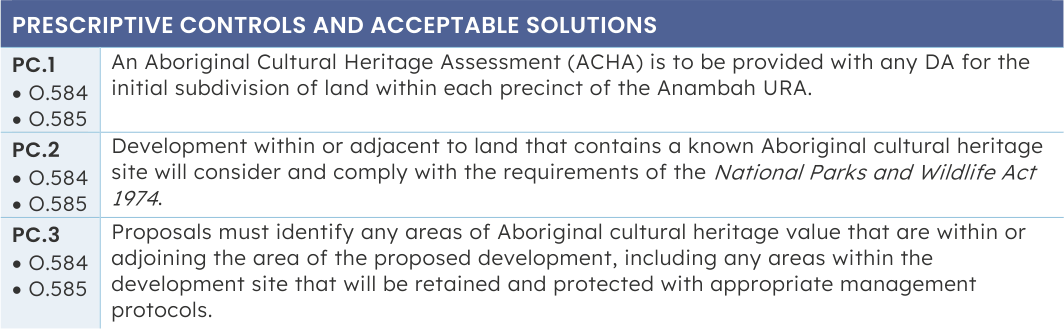 PRESCRIPTIVE CONTROLS AND ACCEPTABLE SOLUTIONS
PC.1
• O.584
• O.585
An Aboriginal Cultural Heritage Assessment (ACHA) is to be provided with any DA for the
initial subdivision of land within each precinct of the Anambah URA.
PC.2
• O.584
• O.585
Development within or adjacent to land that contains a known Aboriginal cultural heritage
site will consider and comply with the requirements of the National Parks and Wildlife Act
1974.
PC.3
• O.584
• O.585
Proposals must identify any areas of Aboriginal cultural heritage value that are within or
adjoining the area of the proposed development, including any areas within the
development site that will be retained and protected with appropriate management
protocols.